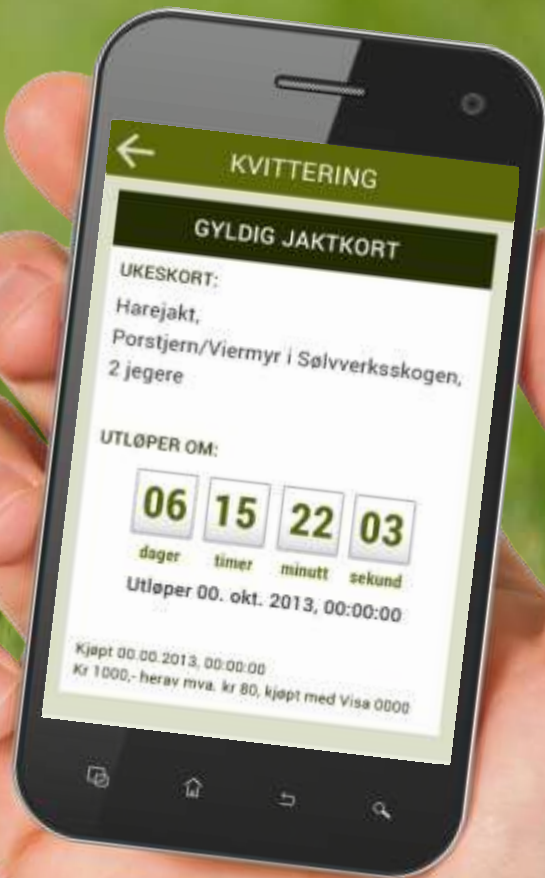 KVITTERING
GYLDIG JAKTKORT
UKESKORT:
Harejakt,
Porstjern/Viermyr i Sølvverksskogen,
2 jegere
UTLØPER OM:
06 15 22 03
dager timer minutt sekund
Utløper 00. okt. 2013, 00:00:00
Kjøpt 00.00.2013, 00:00:00
Kr 1000,- herav mva. kr 80, kjøpt med Visa 0000